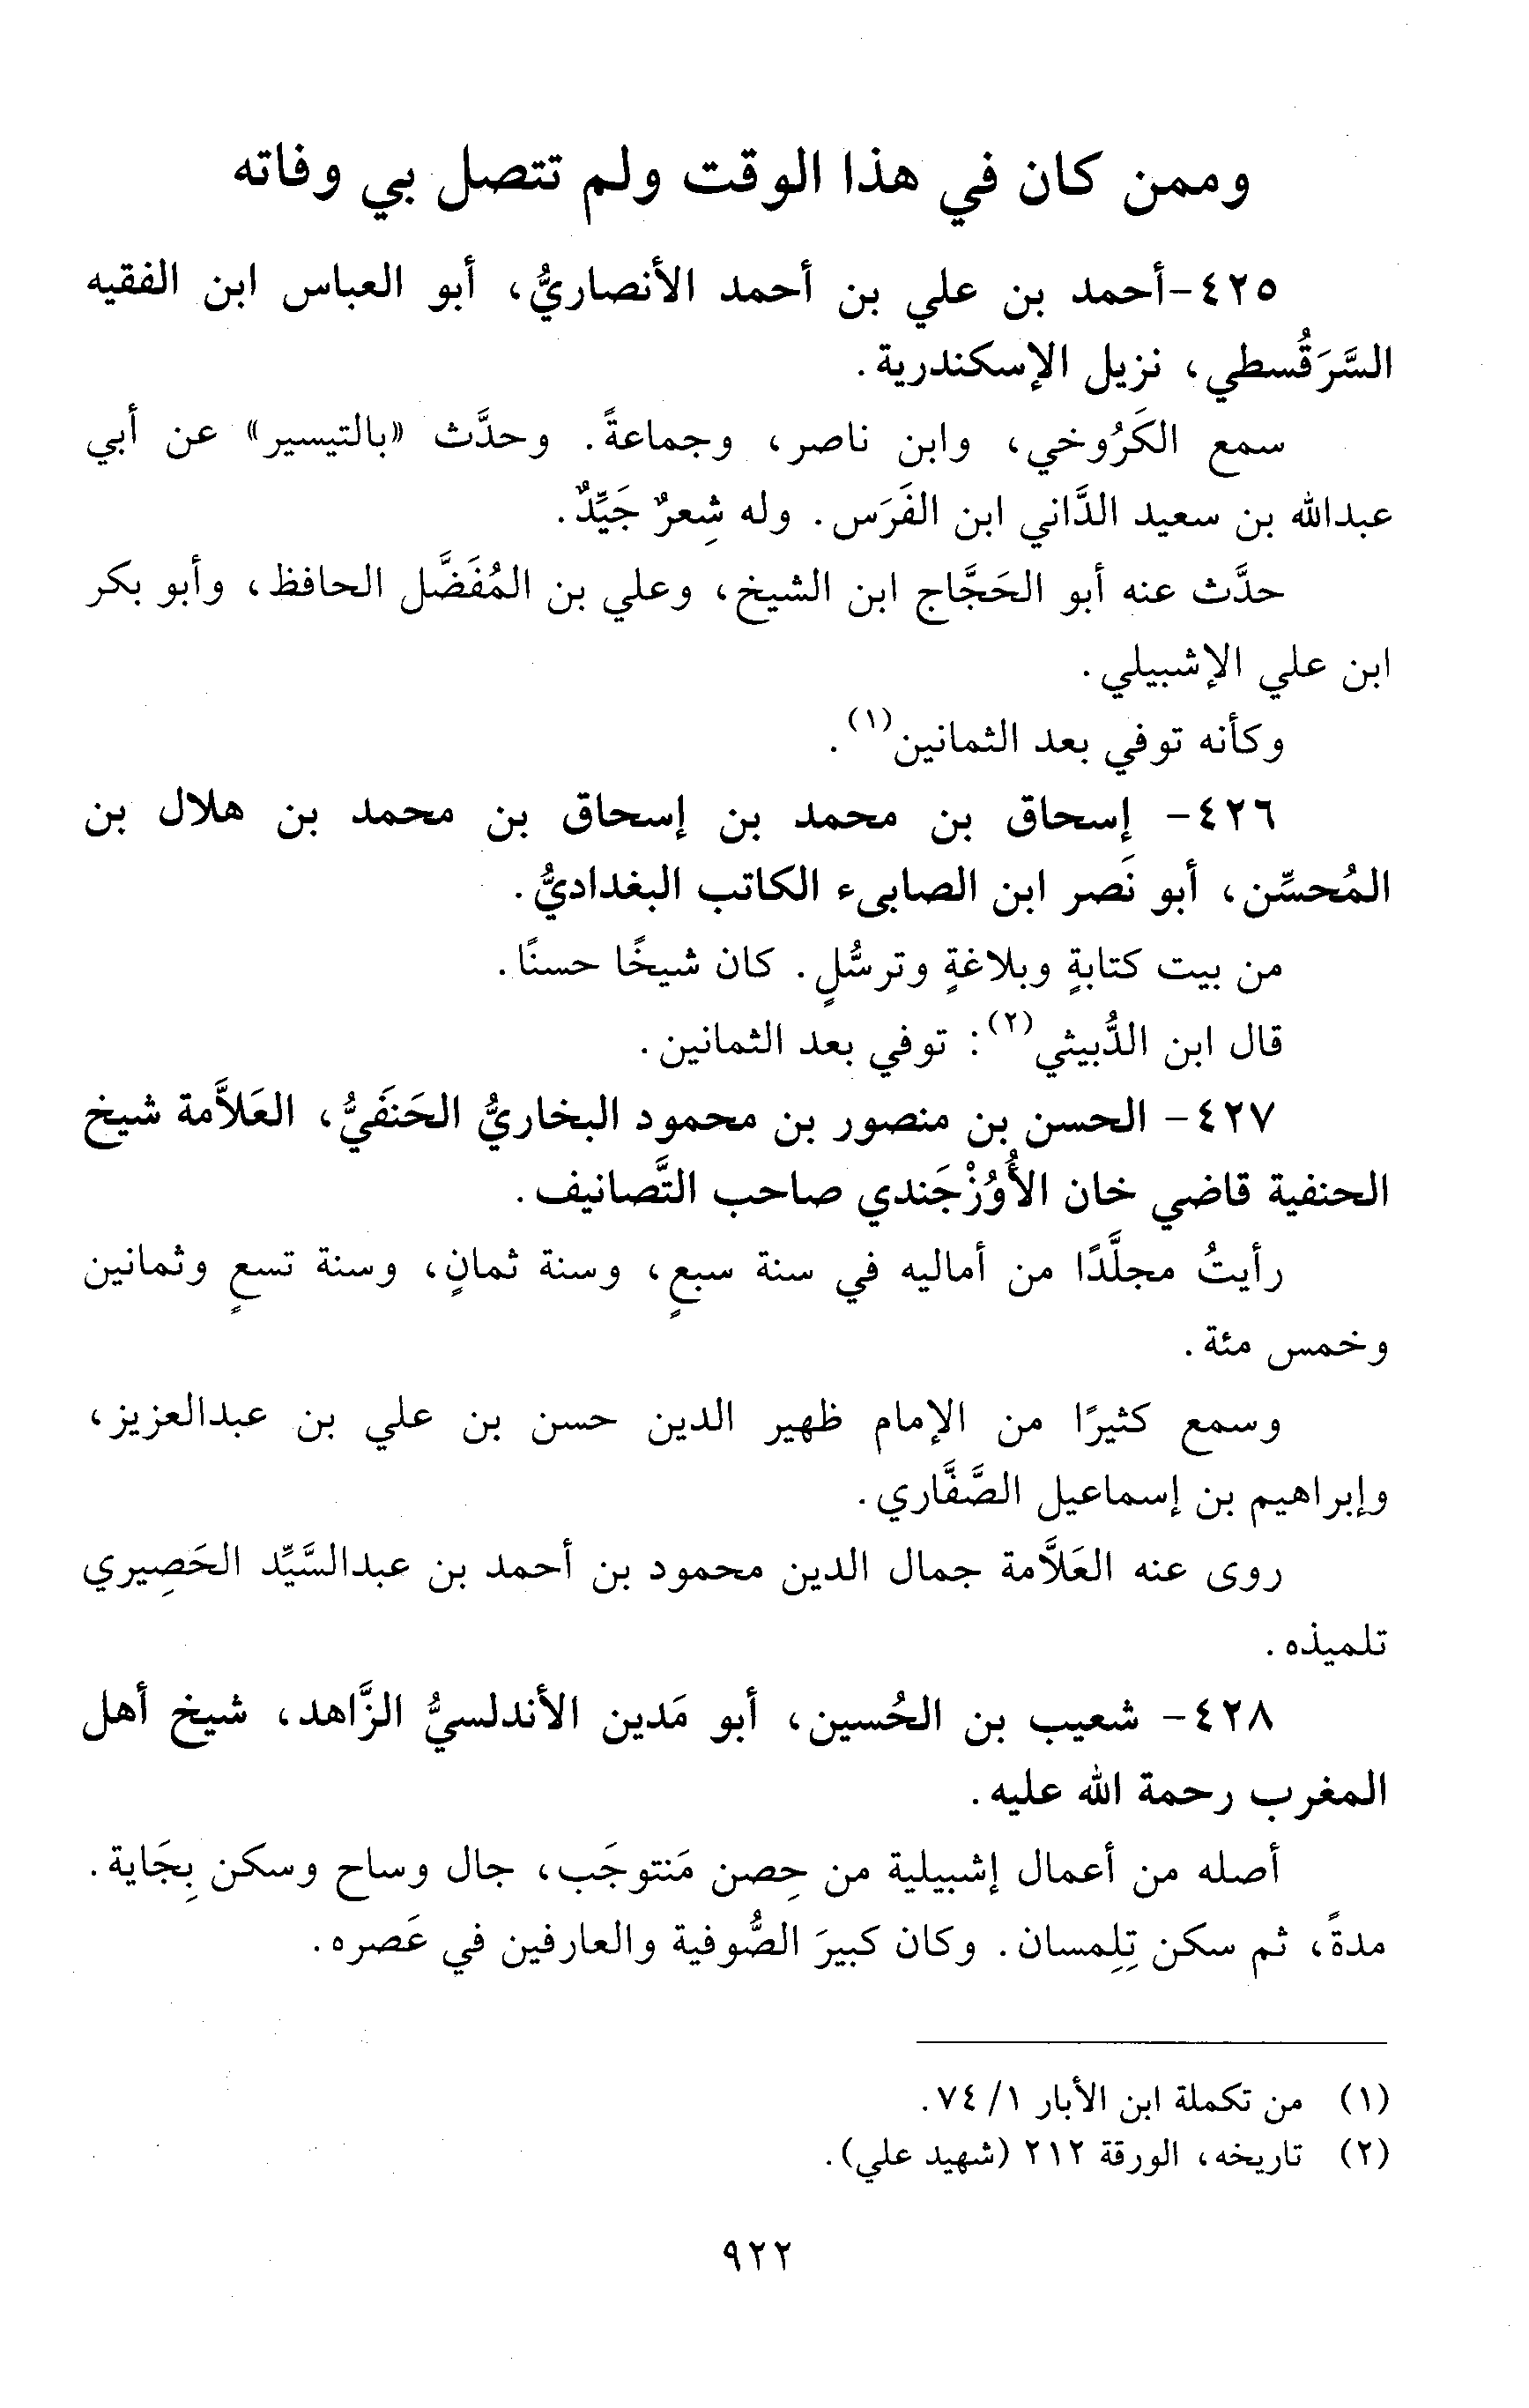 وممن كان في هذا الوقت ولم تتصل بي وفاته
٤٢٥-أحمد بن علي بن أحمد الأنصاريُّ، أبو العباس ابن الفقيه
السَّرَقُسطي، نزيل الإسكندرية.
سمع الكَرُوخي، وابن ناصر، وجماعةً. وحدَّث «بالتيسير» عن أبي
عبدالله بن سعيد الدَّاني ابن الفَرَس. وله شِعرٌ جَيِّدٌ.
حدَّث عنه أبو الحَجَّاج ابن الشيخ، وعلي بن المُفَضَّل الحافظ، وأبو بكر
ابن علي الإشبيلي.
وكأنه توفي بعد الثمانين(١).
٤٢٦- إسحاق بن محمد بن إسحاق بن محمد بن هلال بن
المُحسِّن، أبو نَصر ابن الصابىء الكاتب البغداديُّ.
من بيت كتابةٍ وبلاغةٍ وترسُّلٍ. كان شيخًا حسنًا.
قال ابن الدُّبيثي(٢): توفي بعد الثمانين.
٤٢٧- الحسن بن منصور بن محمود البخاريُّ الحَنَفيُّ، العَلاَّمة شيخ
الحنفية قاضي خان الأُوْزْجَندي صاحب التَّصانيف.
رأيتُ مجلَّدًا من أماليه في سنة سبعٍ، وسنة ثمانٍ، وسنة تسعٍ وثمانين
وخمس مئة.
وسمع كثيرًا من الإمام ظهير الدين حسن بن علي بن عبدالعزيز،
وإبراهيم بن إسماعيل الصَّفَّاري.
روى عنه العَلاَّمة جمال الدين محمود بن أحمد بن عبدالسَّيِّد الحَصِيري
تلميذه.
٤٢٨- شعيب بن الحُسين، أبو مَدين الأندلسيُّ الزَّاهد، شيخ أهل
المغرب رحمة الله عليه.
أصله من أعمال إشبيلية من حِصن مَنتوجَب، جال وساح وسكن بِجَاية.
مدةً، ثم سكن تِلِمسان. وكان كبيرَ الصُّوفية والعارفين في عَصره.
(١) من تكملة ابن الأبار ١/ ٧٤.
(٢) تاريخه، الورقة ٢١٢ (شهيد علي).
٩٢٢